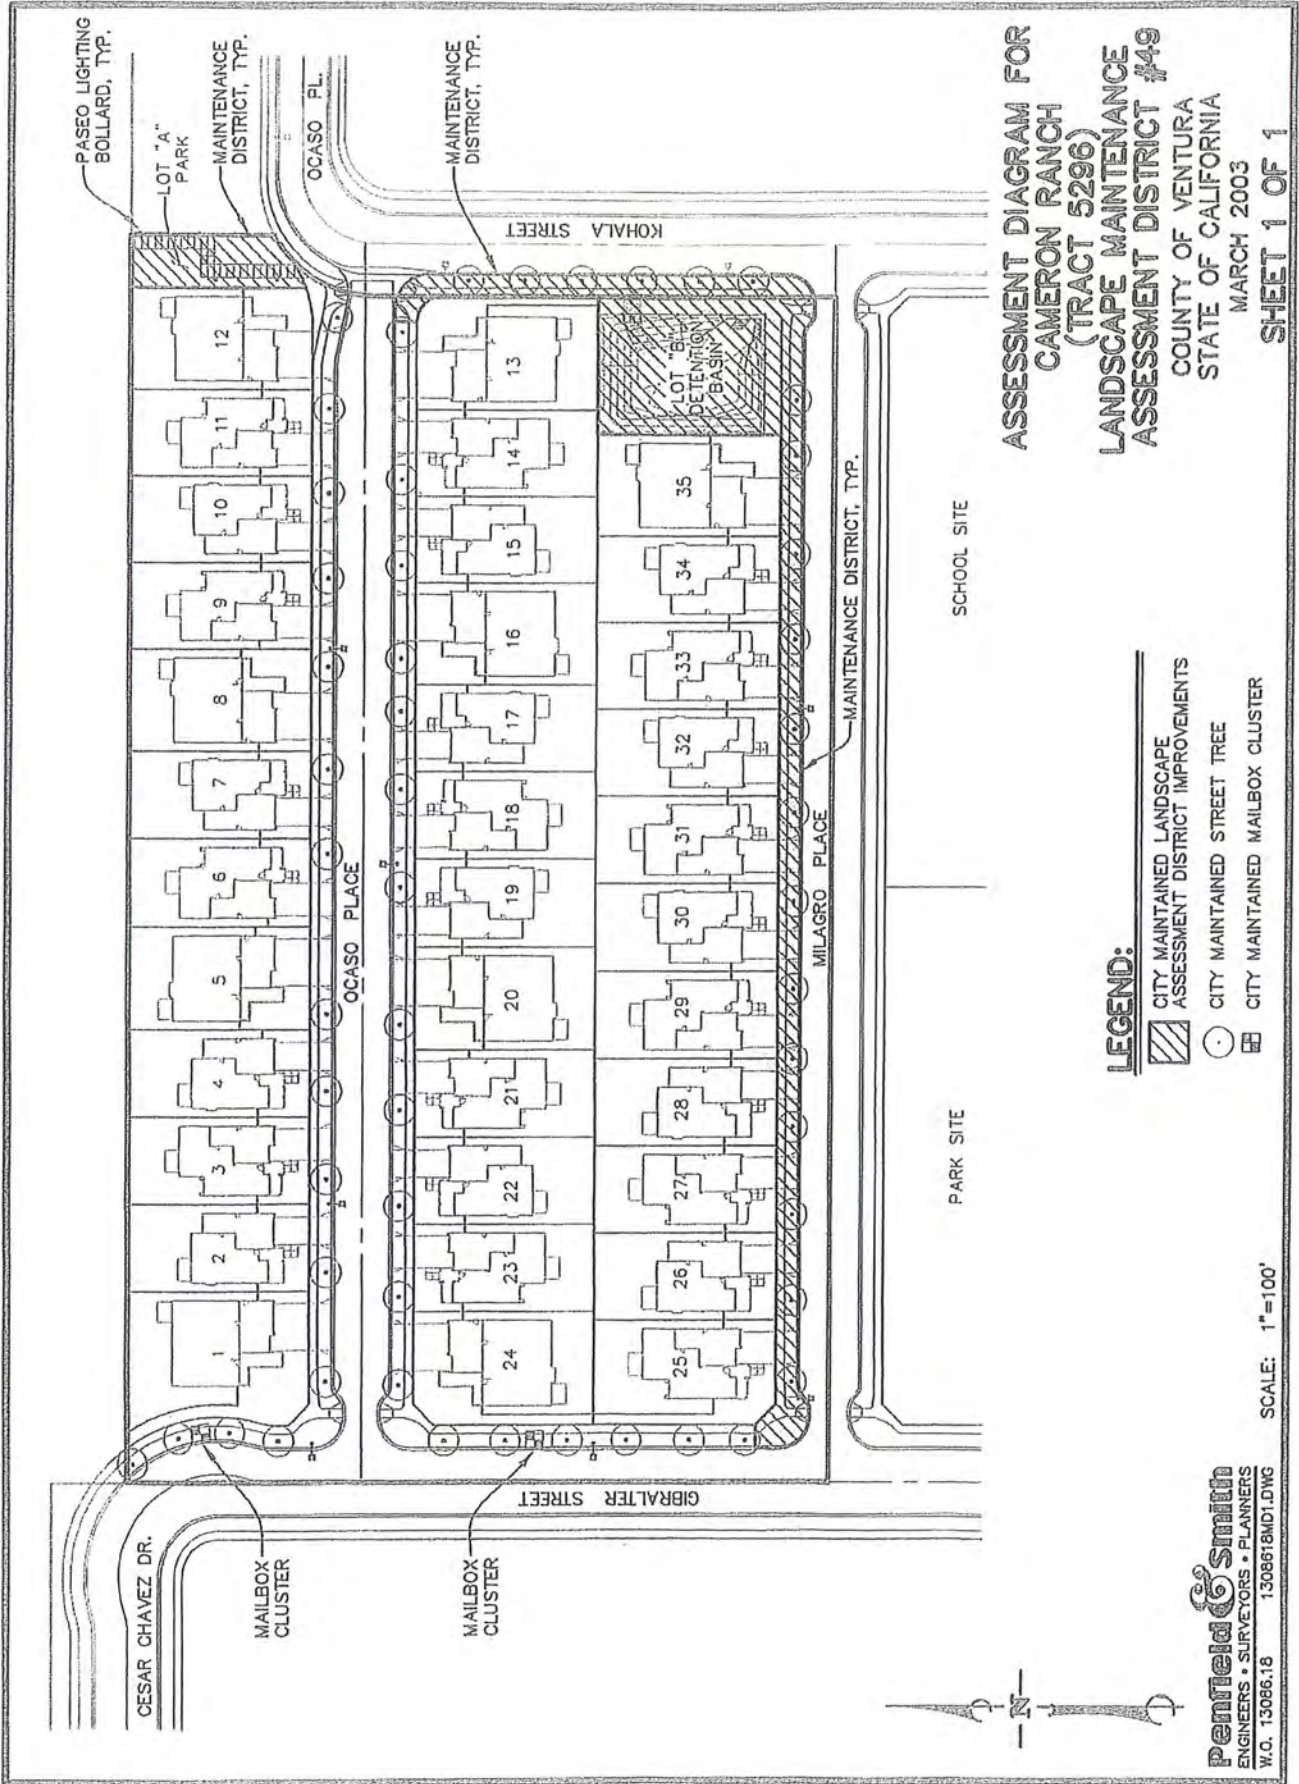 PASEO LIGHTING
BOLLARD, TYP.
LOT "A"
PARK
MAINTENANCE
DISTRICT, TYP.
OCASO PL.
MAINTENANCE
DISTRICT, TYP.
CESAR CHAVEZ DR.
MAILBOX
CLUSTER
1
2
3
4
5
6
7
8
9
10
11
12
OCASO PLACE
KOHALA STREET
GIBRALTER STREET
MAILBOX
CLUSTER
24
23
22
21
20
19
18
17
16
15
14
13
25
26
27
28
29
30
31
32
33
34
35
LOT "B"
DETENTION
BASIN
MILAGRO PLACE
MAINTENANCE DISTRICT, TYP.
PARK SITE
SCHOOL SITE
N
LEGEND:
CITY MAINTAINED LANDSCAPE
ASSESSMENT DISTRICT IMPROVEMENTS
CITY MAINTAINED STREET TREE
CITY MAINTAINED MAILBOX CLUSTER
ASSESSMENT DIAGRAM FOR
CAMERON RANCH
(TRACT 5296)
LANDSCAPE MAINTENANCE
ASSESSMENT DISTRICT #49
COUNTY OF VENTURA
STATE OF CALIFORNIA
MARCH 2003
SHEET 1 OF 1
Penfield & Smith
ENGINEERS • SURVEYORS • PLANNERS
W.O. 13086.18 1308618MD1.DWG
SCALE: 1"=100'